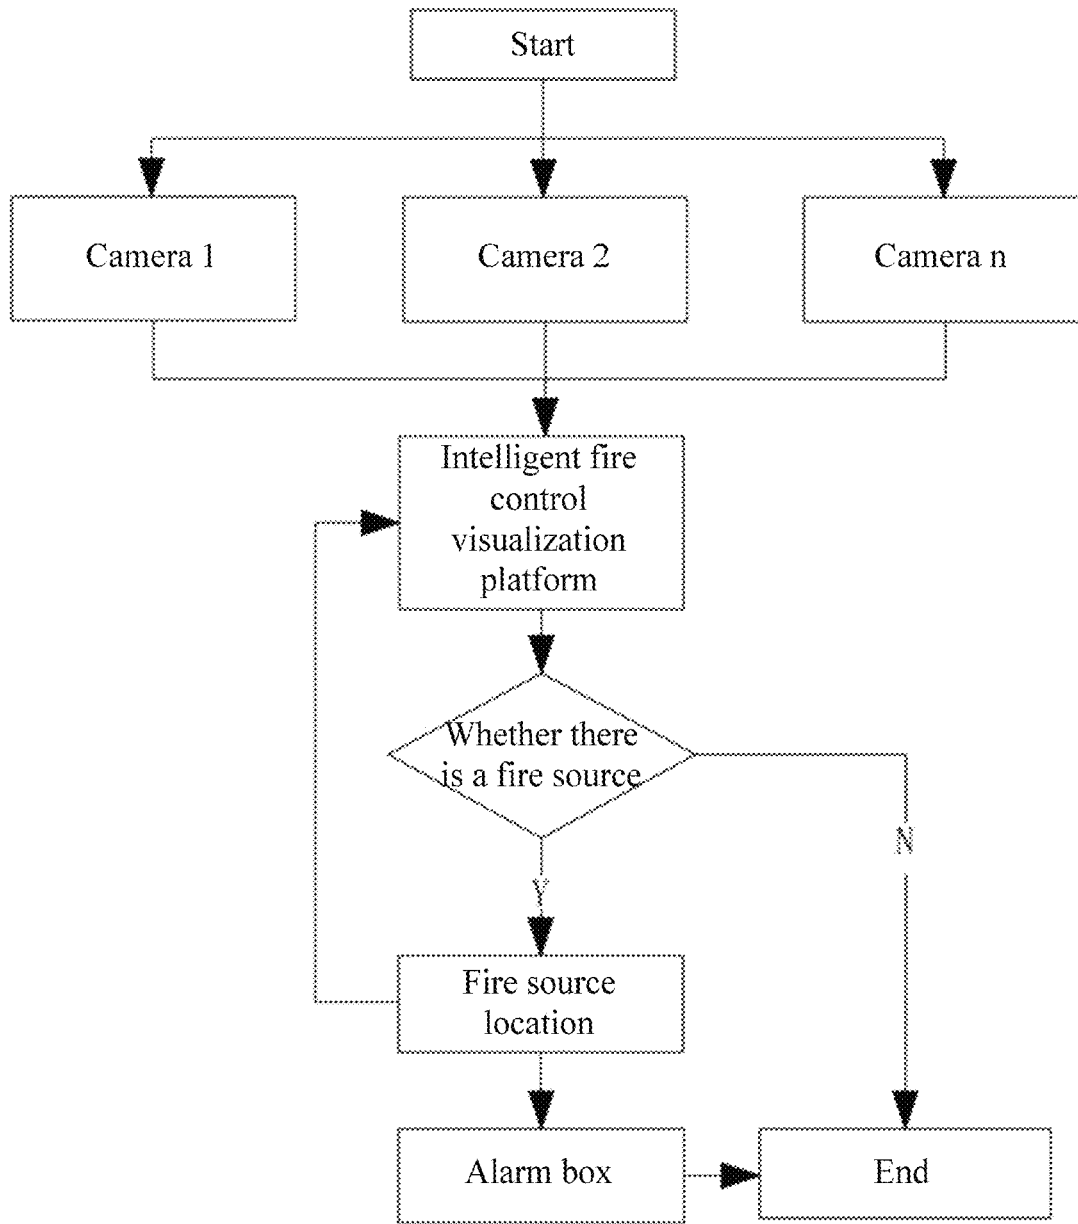 Start
Camera 1
Camera 2
Camera n
Intelligent fire
control
visualization
platform
Whether there
is a fire source
N
Y
Fire source
location
Alarm box
End